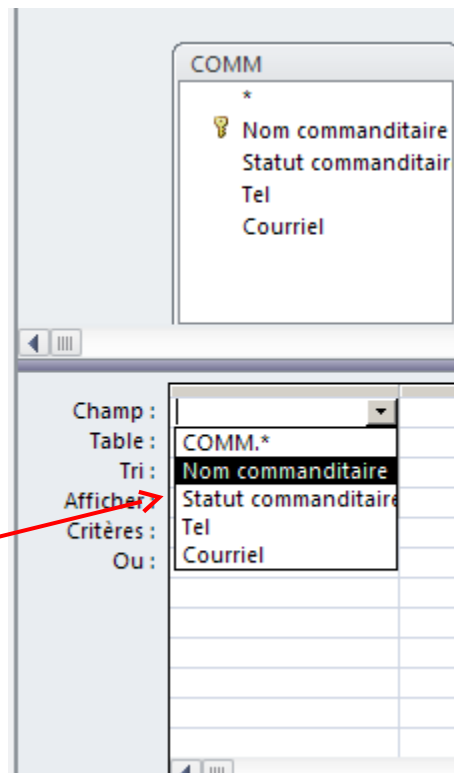 COMM
*
Nom commanditaire
Statut commanditair
Tel
Courriel
Champ :
Table :
Tri :
Afficher :
Critères :
Ou :
COMM.*
Nom commanditaire
Statut commanditaire
Tel
Courriel